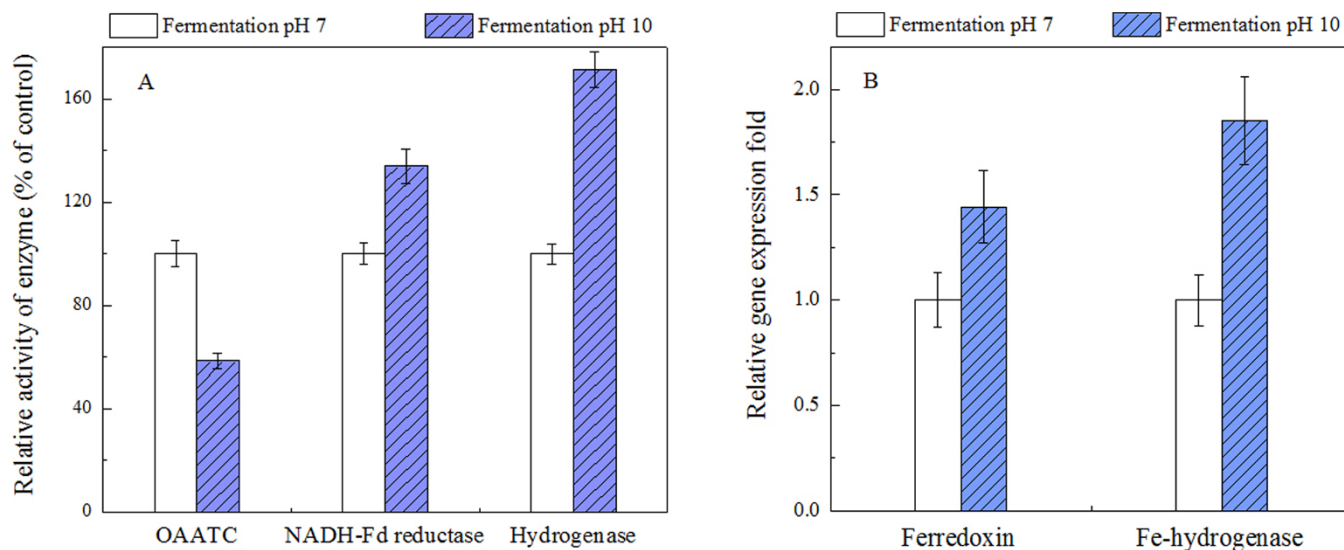 Fermentation pH 7
Fermentation pH 10
A
Relative activity of enzyme (% of control)
160
120
80
40
0
OAATC
NADH-Fd reductase
Hydrogenase
Fermentation pH 7
Fermentation pH 10
B
Relative gene expression fold
2.0
1.5
1.0
0.5
0.0
Ferredoxin
Fe-hydrogenase